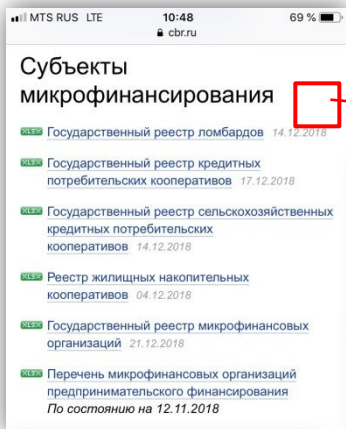 MTS RUS LTE 10:48 69 %
cbr.ru
Субъекты
микрофинансирования
XLSX Государственный реестр ломбардов 14.12.2018
XLSX Государственный реестр кредитных
потребительских кооперативов 17.12.2018
XLSX Государственный реестр сельскохозяйственных
кредитных потребительских
кооперативов 14.12.2018
XLSX Реестр жилищных накопительных
кооперативов 04.12.2018
XLSX Государственный реестр микрофинансовых
организаций 21.12.2018
XLSX Перечень микрофинансовых организаций
предпринимательского финансирования
По состоянию на 12.11.2018